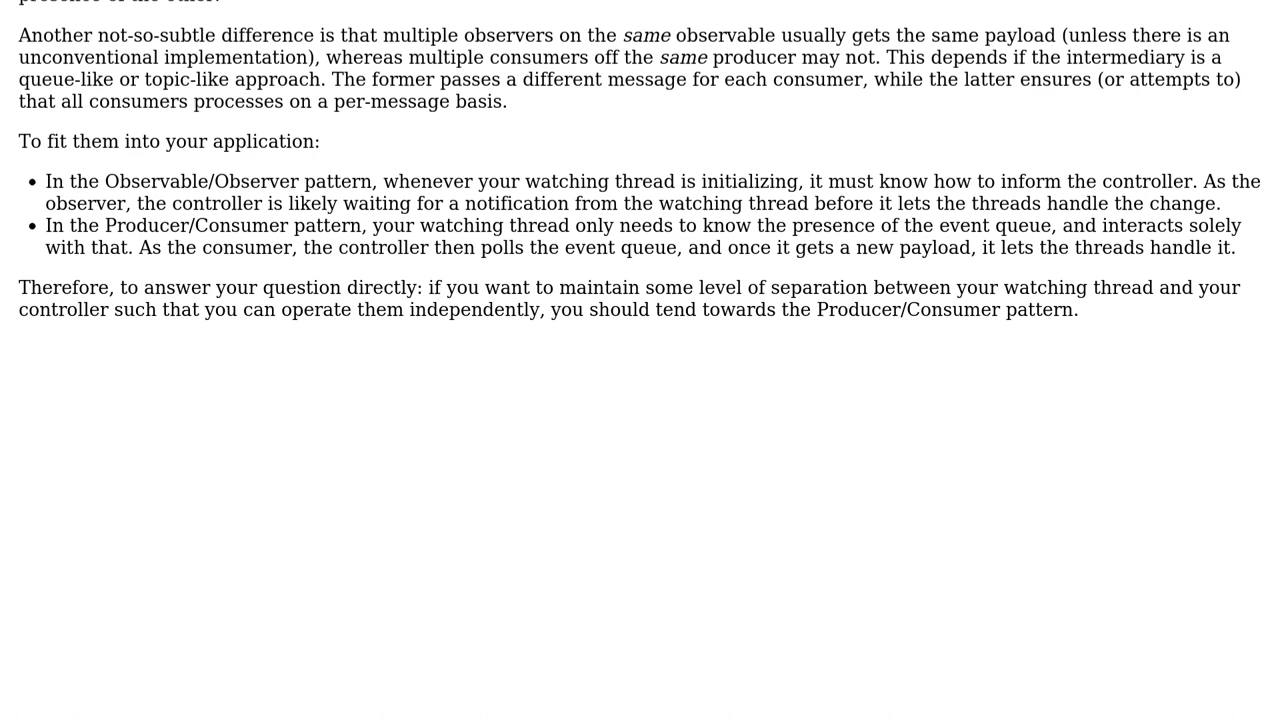 presence of the other.
Another not-so-subtle difference is that multiple observers on the same observable usually gets the same payload (unless there is an
unconventional implementation), whereas multiple consumers off the same producer may not. This depends if the intermediary is a
queue-like or topic-like approach. The former passes a different message for each consumer, while the latter ensures (or attempts to)
that all consumers processes on a per-message basis.
To fit them into your application:
• In the Observable/Observer pattern, whenever your watching thread is initializing, it must know how to inform the controller. As the
observer, the controller is likely waiting for a notification from the watching thread before it lets the threads handle the change.
• In the Producer/Consumer pattern, your watching thread only needs to know the presence of the event queue, and interacts solely
with that. As the consumer, the controller then polls the event queue, and once it gets a new payload, it lets the threads handle it.
Therefore, to answer your question directly: if you want to maintain some level of separation between your watching thread and your
controller such that you can operate them independently, you should tend towards the Producer/Consumer pattern.